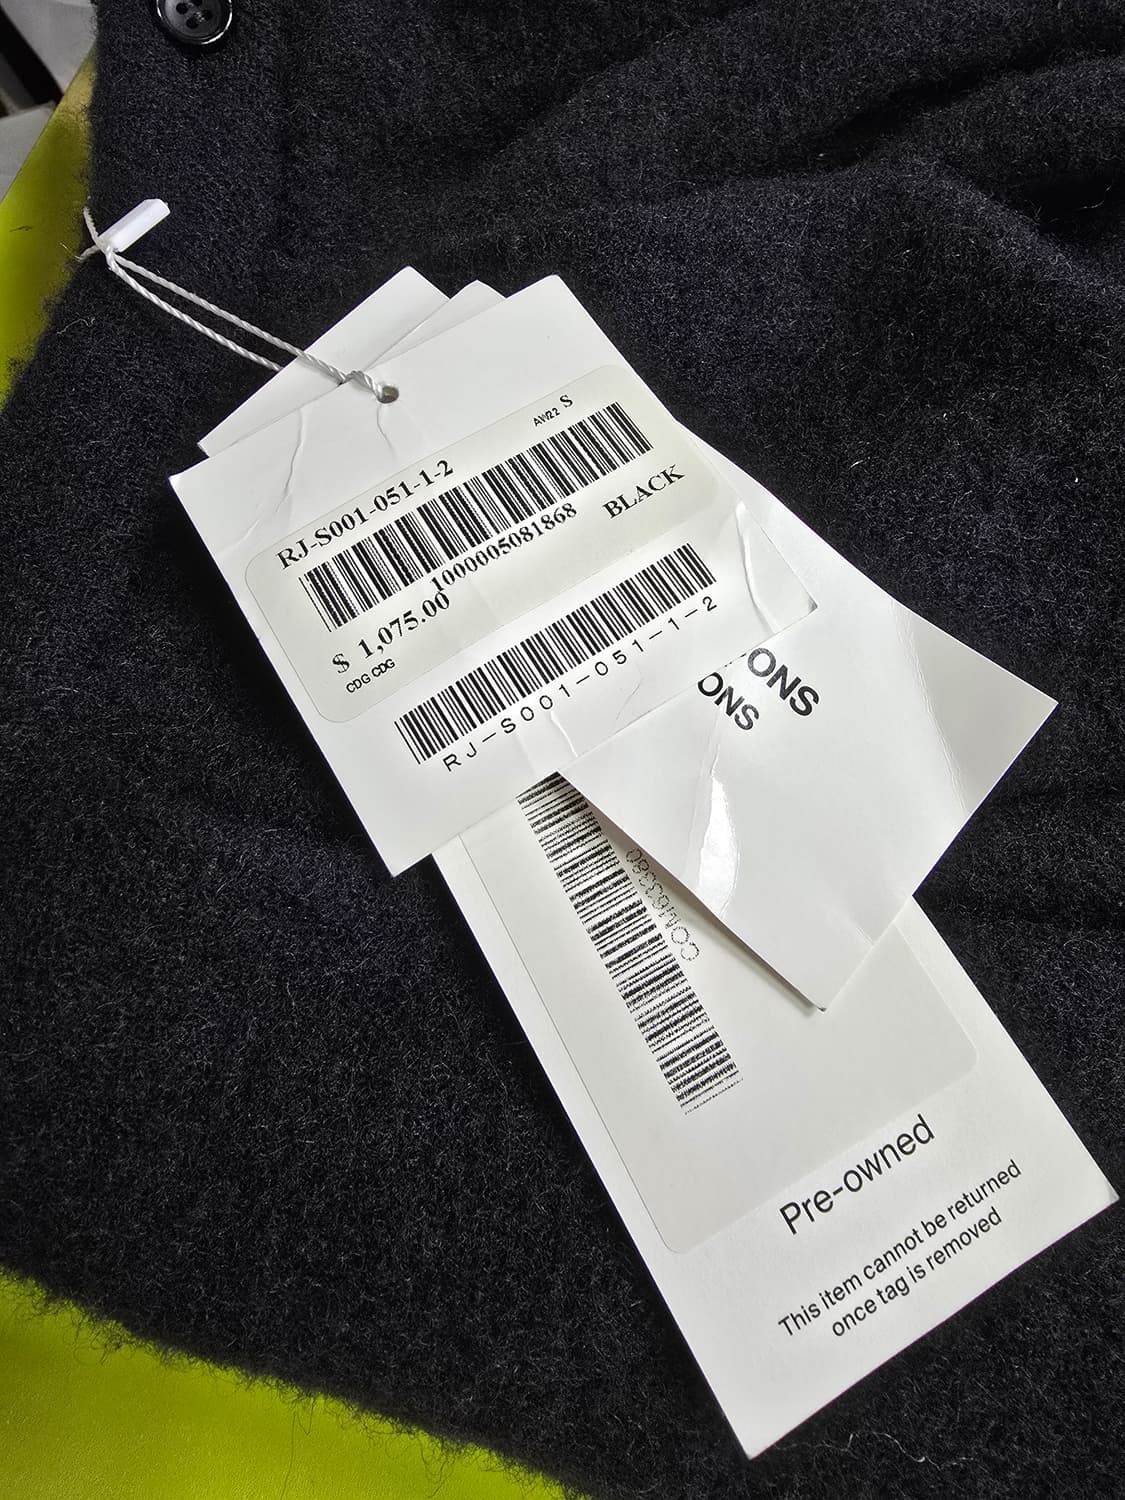 AW22 S
RJ-S001-051-1-2
1000005081868
BLACK
$ 1,075.00
CDG CDG
RJ-S001-051-1-2
ONS
ONS
Pre-owned
This item cannot be returned
once tag is removed